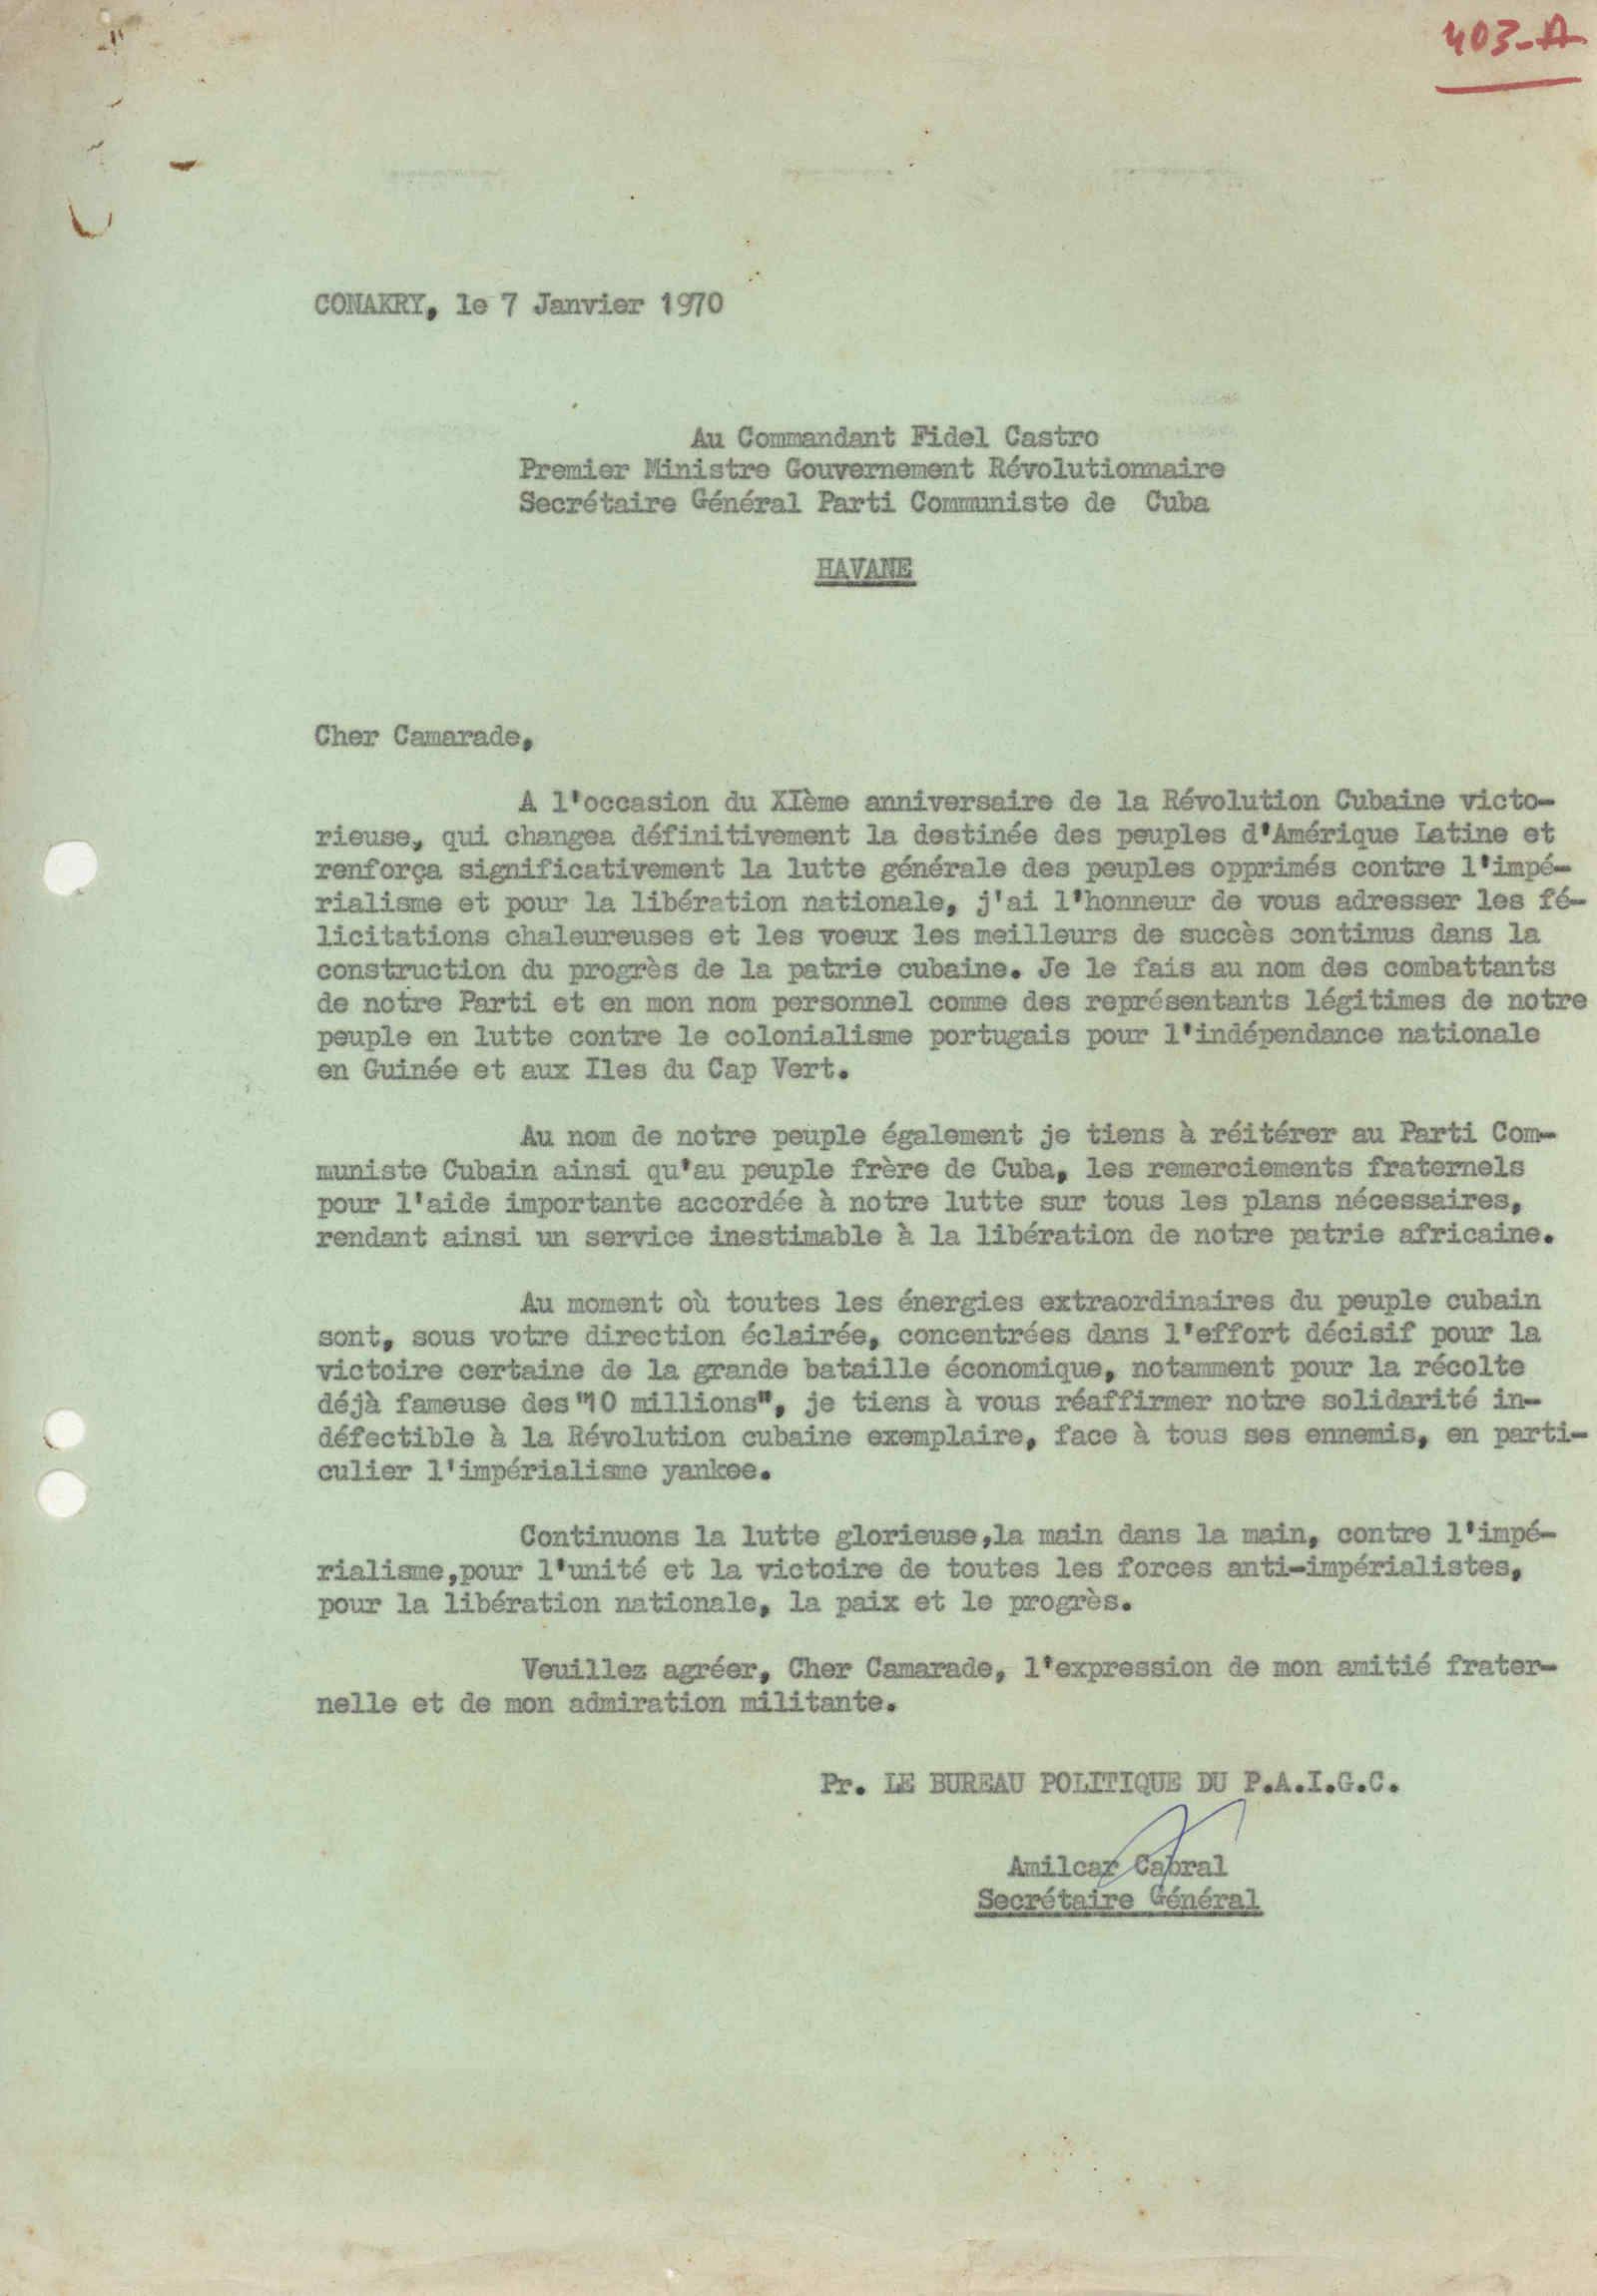 403-A
CONAKRY, le 7 Janvier 1970
Au Commandant Fidel Castro
Premier Ministre Gouvernement Révolutionnaire
Secrétaire Général Parti Communiste de Cuba
HAVANE
Cher Camarade,
A l'occasion du XIème anniversaire de la Révolution Cubaine victo-
rieuse, qui changea définitivement la destinée des peuples d'Amérique Latine et
renforça significativement la lutte générale des peuples opprimés contre l'impé-
rialisme et pour la libération nationale, j'ai l'honneur de vous adresser les fé-
licitations chaleureuses et les voeux les meilleurs de succès continus dans la
construction du progrès de la patrie cubaine. Je le fais au nom des combattants
de notre Parti et en mon nom personnel comme des représentants légitimes de notre
peuple en lutte contre le colonialisme portugais pour l'indépendance nationale
en Guinée et aux Iles du Cap Vert.
Au nom de notre peuple également je tiens à réitérer au Parti Com-
muniste Cubain ainsi qu'au peuple frère de Cuba, les remerciements fraternels
pour l'aide importante accordée à notre lutte sur tous les plans nécessaires,
rendant ainsi un service inestimable à la libération de notre patrie africaine.
Au moment où toutes les énergies extraordinaires du peuple cubain
sont, sous votre direction éclairée, concentrées dans l'effort décisif pour la
victoire certaine de la grande bataille économique, notamment pour la récolte
déjà fameuse des "10 millions", je tiens à vous réaffirmer notre solidarité in-
défectible à la Révolution cubaine exemplaire, face à tous ses ennemis, en parti-
culier l'impérialisme yankee.
Continuons la lutte glorieuse,la main dans la main, contre l'impé-
rialisme,pour l'unité et la victoire de toutes les forces anti-impérialistes,
pour la libération nationale, la paix et le progrès.
Veuillez agréer, Cher Camarade, l'expression de mon amitié frater-
nelle et de mon admiration militante.
Pr. LE BUREAU POLITIQUE DU P.A.I.G.C.
Amilcar Cabral
Secrétaire Général